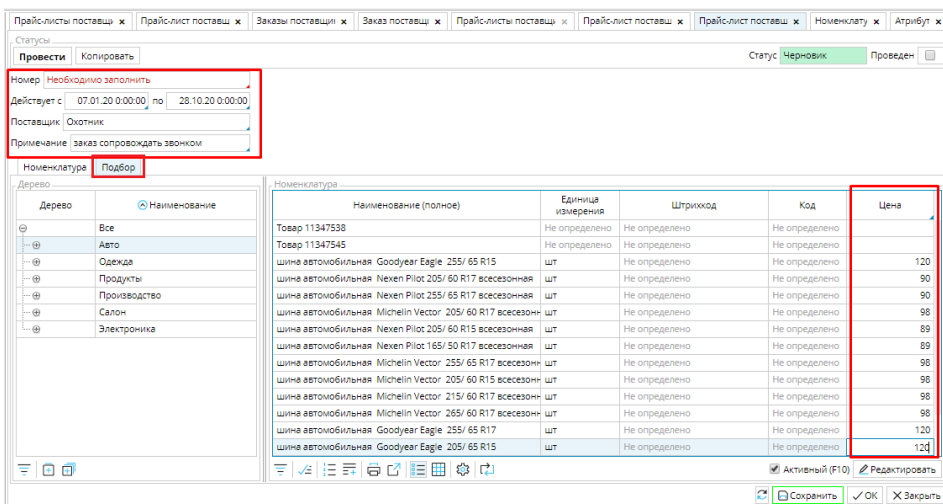 Прайс-листы поставщи x Прайс-лист поставщ x Заказы поставщик x Заказ поставщи x Прайс-листы поставщи x Прайс-лист поставщ x Прайс-лист поставщ x Номенклату x Атрибут x
Статусы
Провести Копировать Статус Черновик Проведен
Номер Необходимо заполнить
Действует с 07.01.20 0:00:00 по 28.10.20 0:00:00
Поставщик Охотник
Примечание заказ сопровождать звонком
Номенклатура Подбор
Дерево Номенклатура
Дерево Наименование Наименование (полное) Единица измерения Штрихкод Код Цена
Все Товар 11347538 Не определено Не определено Не определено
Авто Товар 11347545 Не определено Не определено Не определено
Одежда шина автомобильная Goodyear Eagle 255/ 65 R15 шт Не определено Не определено 120
Продукты шина автомобильная Nexen Pilot 205/ 60 R17 всесезонная шт Не определено Не определено 90
Производство шина автомобильная Nexen Pilot 255/ 65 R17 всесезонная шт Не определено Не определено 90
Салон шина автомобильная Michelin Vector 205/ 60 R17 всесезонн шт Не определено Не определено 98
Электроника шина автомобильная Nexen Pilot 205/ 60 R15 всесезонная шт Не определено Не определено 89
шина автомобильная Nexen Pilot 165/ 50 R17 всесезонная шт Не определено Не определено 89
шина автомобильная Michelin Vector 255/ 65 R17 всесезонн шт Не определено Не определено 98
шина автомобильная Michelin Vector 205/ 60 R15 всесезонн шт Не определено Не определено 98
шина автомобильная Michelin Vector 215/ 60 R17 всесезонн шт Не определено Не определено 98
шина автомобильная Michelin Vector 265/ 60 R17 всесезонн шт Не определено Не определено 98
шина автомобильная Goodyear Eagle 255/ 65 R17 шт Не определено Не определено 120
шина автомобильная Goodyear Eagle 205/ 65 R15 шт Не определено Не определено 120
Активный (F10) Редактировать
Сохранить OK Закрыть